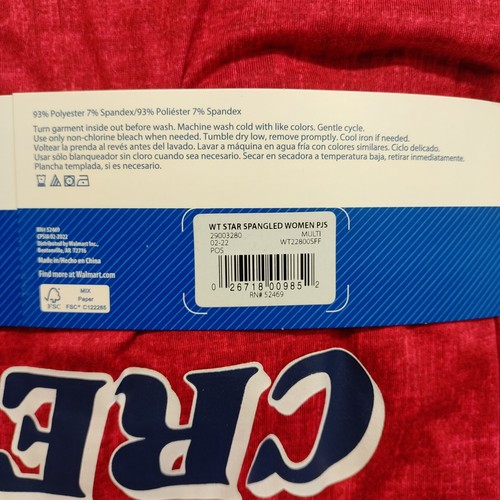 93% Polyester 7% Spandex/93% Poliéster 7% Spandex
Turn garment inside out before wash. Machine wash cold with like colors. Gentle cycle.
Use only non-chlorine bleach when needed. Tumble dry low, remove promptly. Cool iron if needed.
Voltear la prenda al revés antes del lavado. Lavar a máquina en agua fría con colores similares. Ciclo delicado.
Usar sólo blanqueador sin cloro cuando sea necesario. Secar en secadora a temperatura baja, retirar inmediatamente.
Plancha templada, si es necesario.
RN# 52469
CPSID 02-2022
Distributed by Walmart Inc.,
Bentonville, AR 72716
Made in/Hecho en China
Find more at Walmart.com
FSC
MIX
Paper
FSC® C122265
WT STAR SPANGLED WOMEN PJS
29003280 MULTI
02-22 WT22800SFF
POS
0 26718 00985 2
RN# 52469
CRE